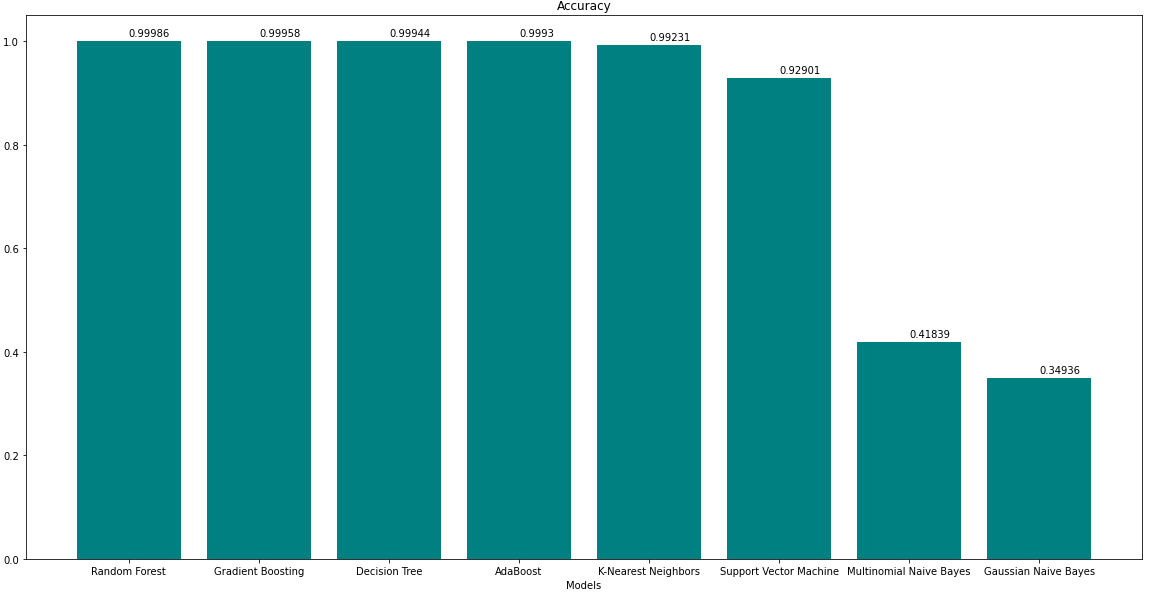 Accuracy
0.99986 0.99958 0.99944 0.9993 0.99231 0.92901 0.41839 0.34936
1.0
0.8
0.6
0.4
0.2
0.0
Random Forest Gradient Boosting Decision Tree AdaBoost K-Nearest Neighbors Support Vector Machine Multinomial Naive Bayes Gaussian Naive Bayes
Models